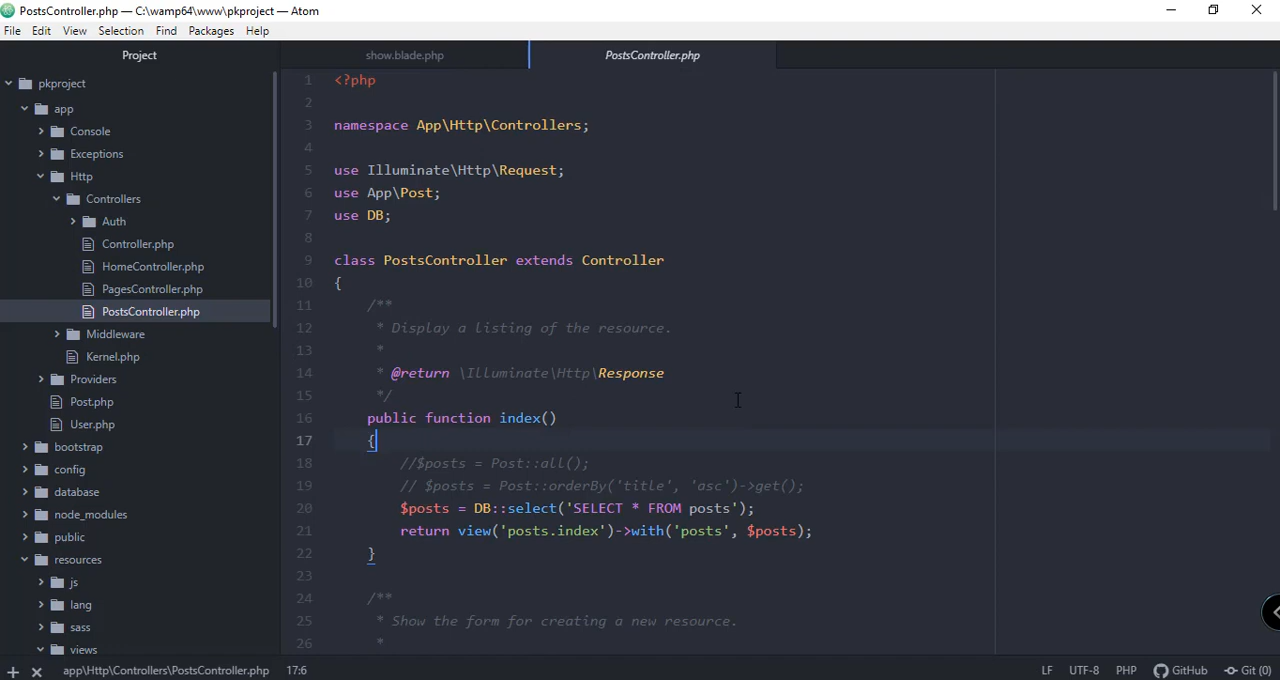 PostsController.php — C:\wamp64\www\pkproject — Atom
File Edit View Selection Find Packages Help
Project
show.blade.php
PostsController.php
pkproject
app
Console
Exceptions
Http
Controllers
Auth
Controller.php
HomeController.php
PagesController.php
PostsController.php
Middleware
Kernel.php
Providers
Post.php
User.php
bootstrap
config
database
node_modules
public
resources
js
lang
sass
views
1 <?php
2
3 namespace App\Http\Controllers;
4
5 use Illuminate\Http\Request;
6 use App\Post;
7 use DB;
8
9 class PostsController extends Controller
10 {
11 /**
12 * Display a listing of the resource.
13 *
14 * @return \Illuminate\Http\Response
15 */
16 public function index()
17 {
18 //$posts = Post::all();
19 // $posts = Post::orderBy('title', 'asc')->get();
20 $posts = DB::select('SELECT * FROM posts');
21 return view('posts.index')->with('posts', $posts);
22 }
23
24 /**
25 * Show the form for creating a new resource.
26 *
app\Http\Controllers\PostsController.php 17:6 LF UTF-8 PHP GitHub Git (0)